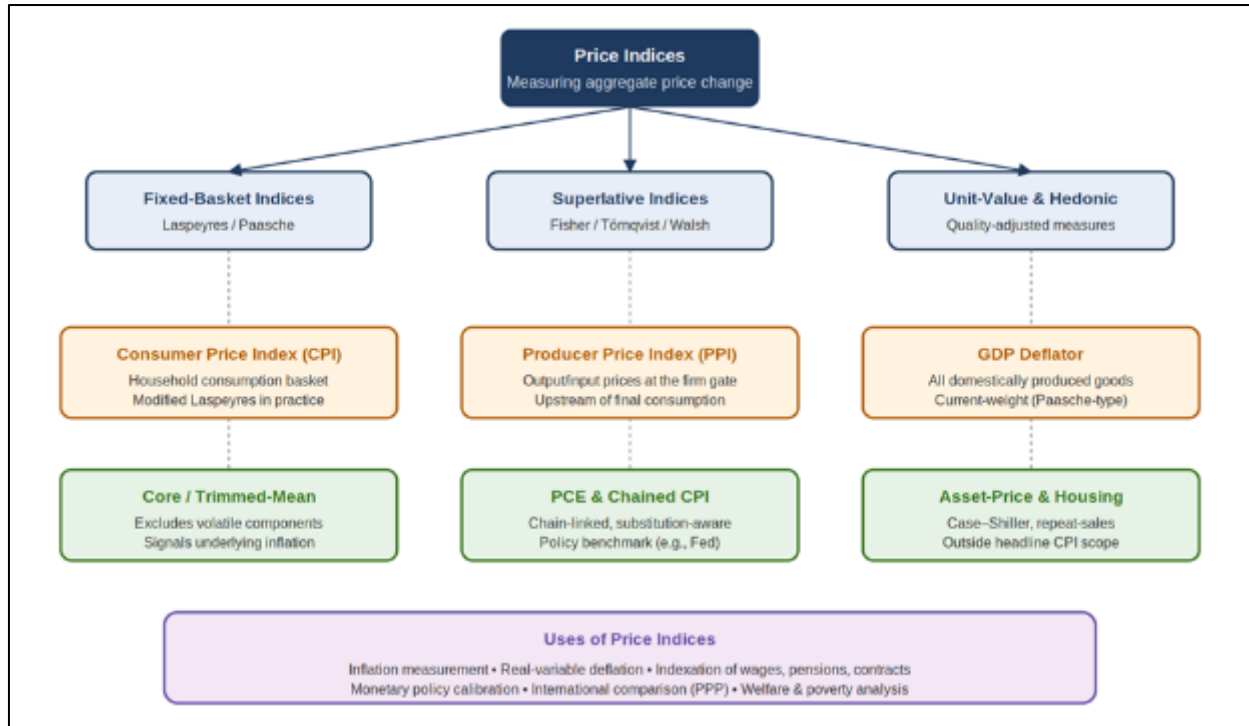 Price Indices
Measuring aggregate price change
Fixed-Basket Indices
Laspeyres / Paasche
Superlative Indices
Fisher / Törnqvist / Walsh
Unit-Value & Hedonic
Quality-adjusted measures
Consumer Price Index (CPI)
Household consumption basket
Modified Laspeyres in practice
Producer Price Index (PPI)
Output/input prices at the firm gate
Upstream of final consumption
GDP Deflator
All domestically produced goods
Current-weight (Paasche-type)
Core / Trimmed-Mean
Excludes volatile components
Signals underlying inflation
PCE & Chained CPI
Chain-linked, substitution-aware
Policy benchmark (e.g., Fed)
Asset-Price & Housing
Case–Shiller, repeat-sales
Outside headline CPI scope
Uses of Price Indices
Inflation measurement • Real-variable deflation • Indexation of wages, pensions, contracts
Monetary policy calibration • International comparison (PPP) • Welfare & poverty analysis